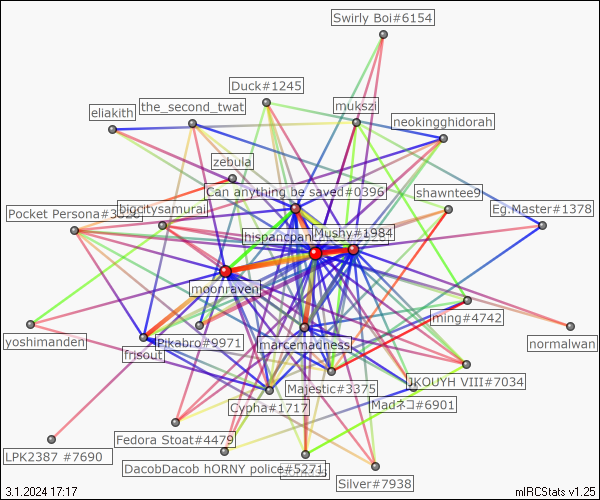 Swirly Boi#6154
Duck#1245
the_second_twat
mukszi
eliakith
neokingghidorah
zebula
Can anything be saved#0396
shawntee9
Pocket Persona#3
bigcitysamurai
Eg.Master#1378
Mushy#1984
moonraven
ming#4742
yoshimanden
Pikabro#9971
marcemadness
normalwan
frisout
Majestic#3375
JKOUYH VIII#7034
Cypha#1717
Madネコ#6901
Fedora Stoat#4479
LPK2387 #7690
DacobDacob hORNY police#5271
Silver#7938
3.1.2024 17:17
mIRCStats v1.25